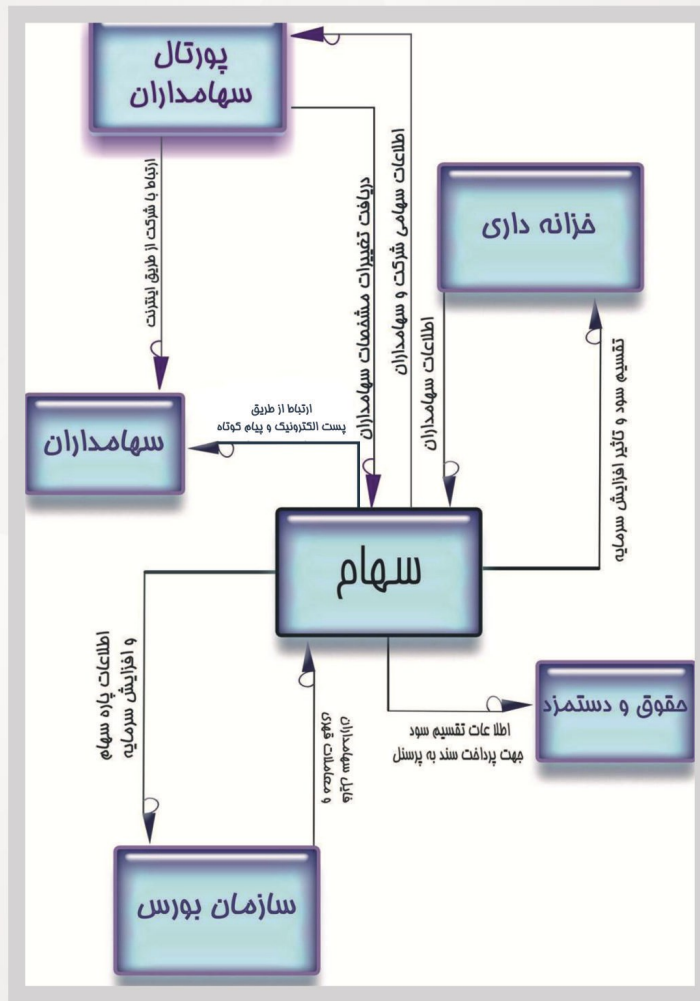 پورتال
سهامداران
اطلاعات سهامی شرکت و سهامداران
دریافت تغییرات مشخصات سهامداران
ارتباط با شرکت از طریق اینترنت
خزانه داری
اطلاعات سهامداران
تقسیم سود و تاثیر افزایش سرمایه
ارتباط از طریق
پست الکترونیک و پیام کوتاه
سهامداران
سهام
اطلاعات پاره سهام
و افزایش سرمایه
فایل سهامداران
و معاملات قهری
حقوق و دستمزد
اطلا عات تقسیم سود
جهت پرداخت سند به پرسنل
سازمان بورس